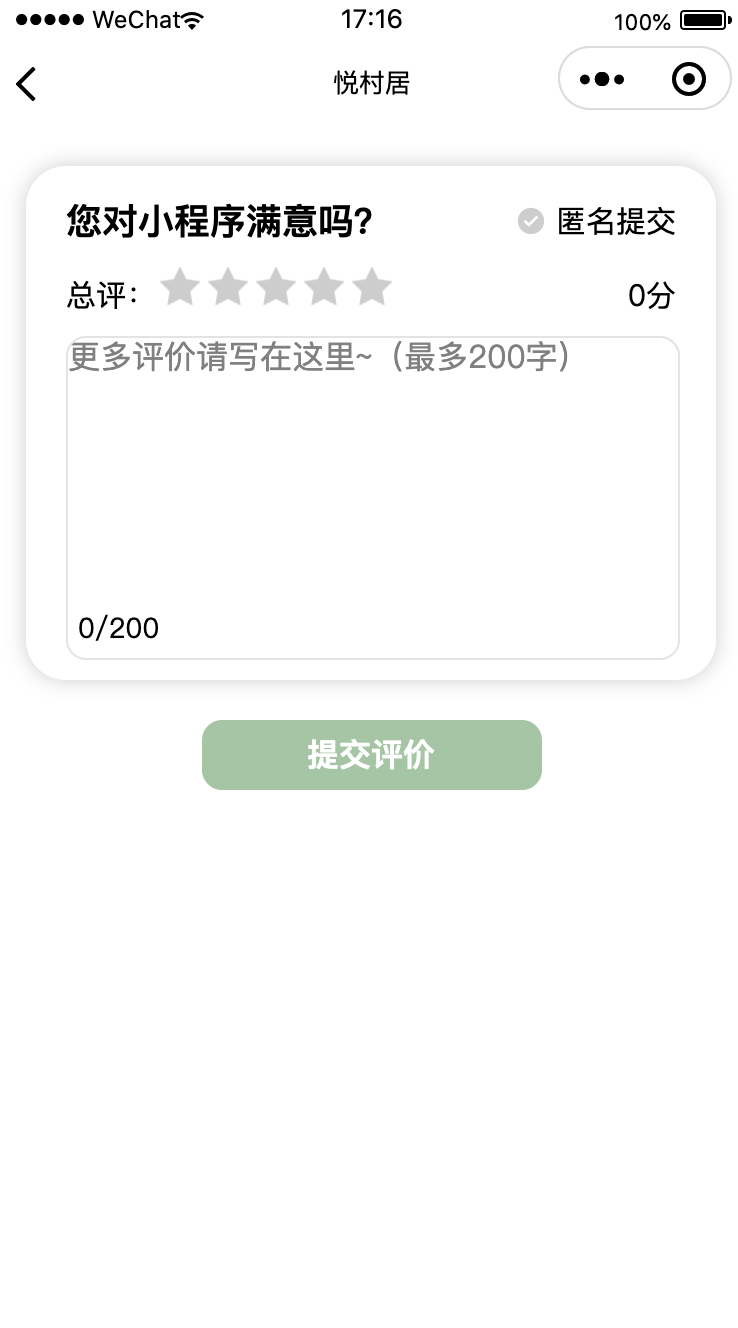 WeChat 17:16 100%
悦村居
您对小程序满意吗? 匿名提交
总评： 0分
更多评价请写在这里~（最多200字）
0/200
提交评价